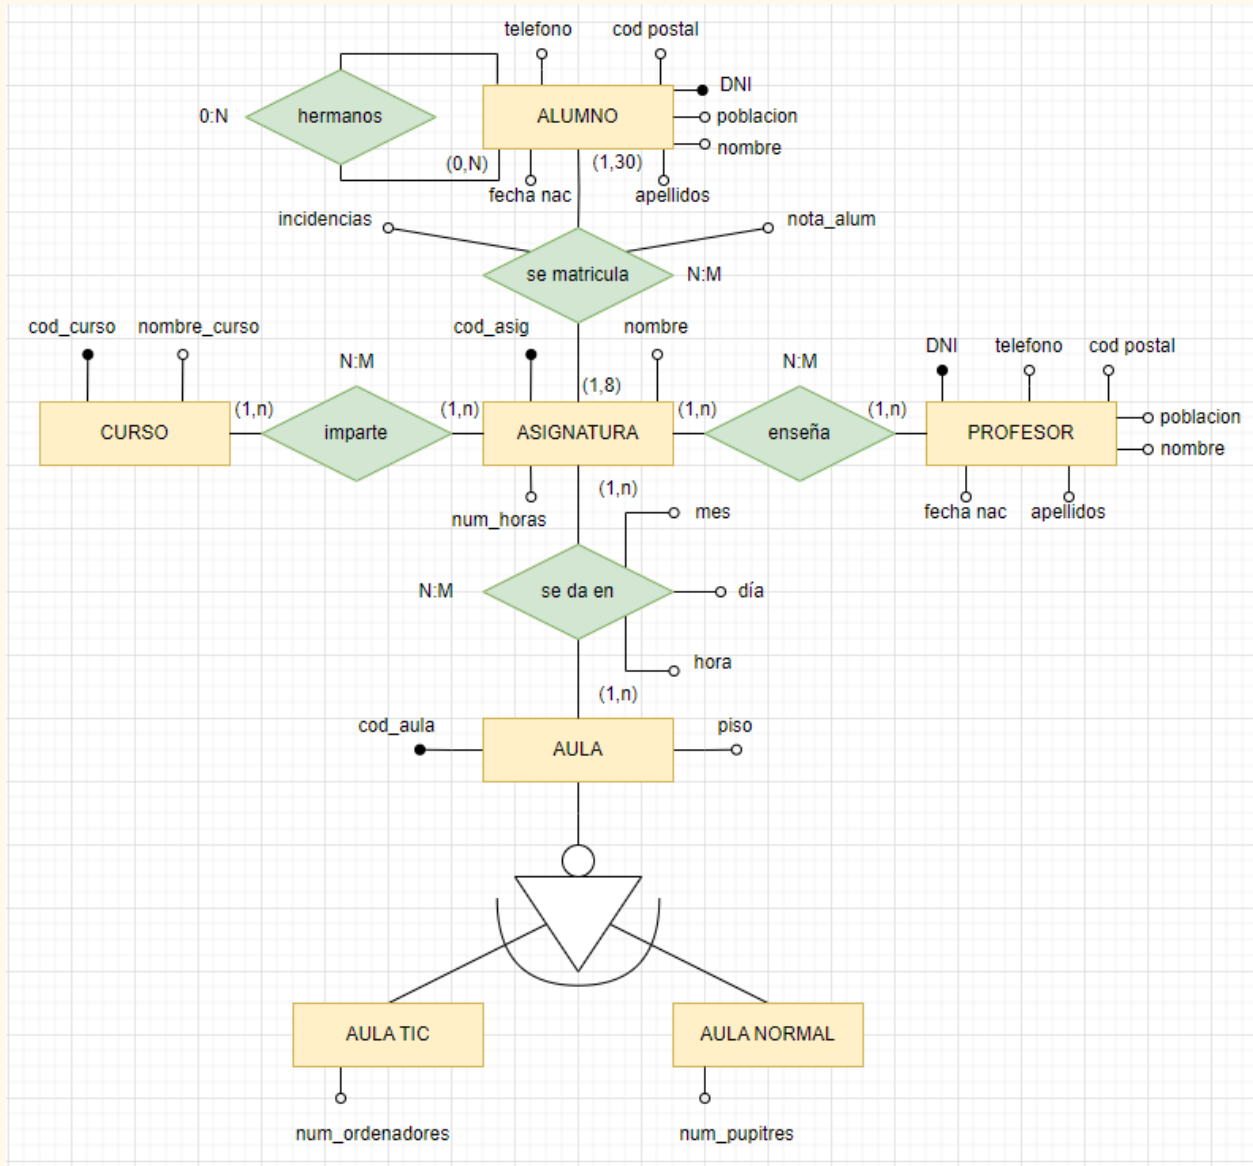 telefono
cod postal
DNI
0:N
hermanos
ALUMNO
poblacion
nombre
(0,N)
(1,30)
fecha nac
apellidos
incidencias
nota_alum
se matricula
N:M
cod_curso
nombre_curso
cod_asig
nombre
DNI
telefono
cod postal
N:M
N:M
(1,8)
(1,n)
(1,n)
(1,n)
(1,n)
CURSO
imparte
ASIGNATURA
enseña
PROFESOR
poblacion
nombre
(1,n)
num_horas
mes
fecha nac
apellidos
N:M
se da en
día
hora
(1,n)
cod_aula
piso
AULA
AULA TIC
AULA NORMAL
num_ordenadores
num_pupitres